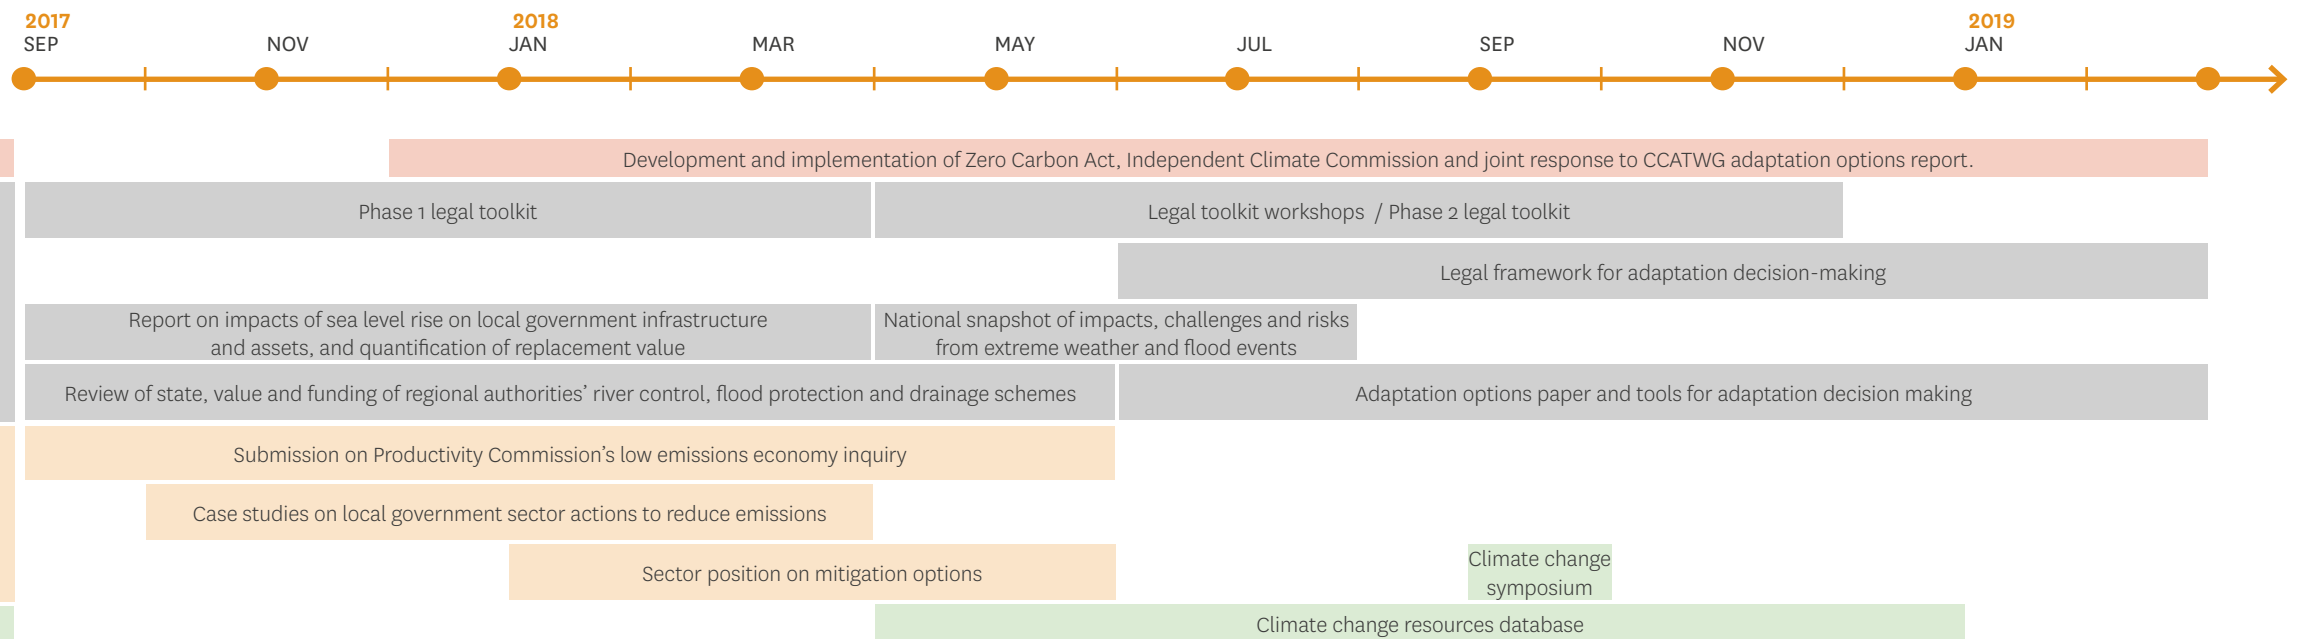 2017
SEP
NOV
2018
JAN
MAR
MAY
JUL
SEP
NOV
2019
JAN
Development and implementation of Zero Carbon Act, Independent Climate Commission and joint response to CCATWG adaptation options report.
Phase 1 legal toolkit
Legal toolkit workshops / Phase 2 legal toolkit
Legal framework for adaptation decision-making
Report on impacts of sea level rise on local government infrastructure
and assets, and quantification of replacement value
National snapshot of impacts, challenges and risks
from extreme weather and flood events
Review of state, value and funding of regional authorities’ river control, flood protection and drainage schemes
Adaptation options paper and tools for adaptation decision making
Submission on Productivity Commission’s low emissions economy inquiry
Case studies on local government sector actions to reduce emissions
Sector position on mitigation options
Climate change
symposium
Climate change resources database